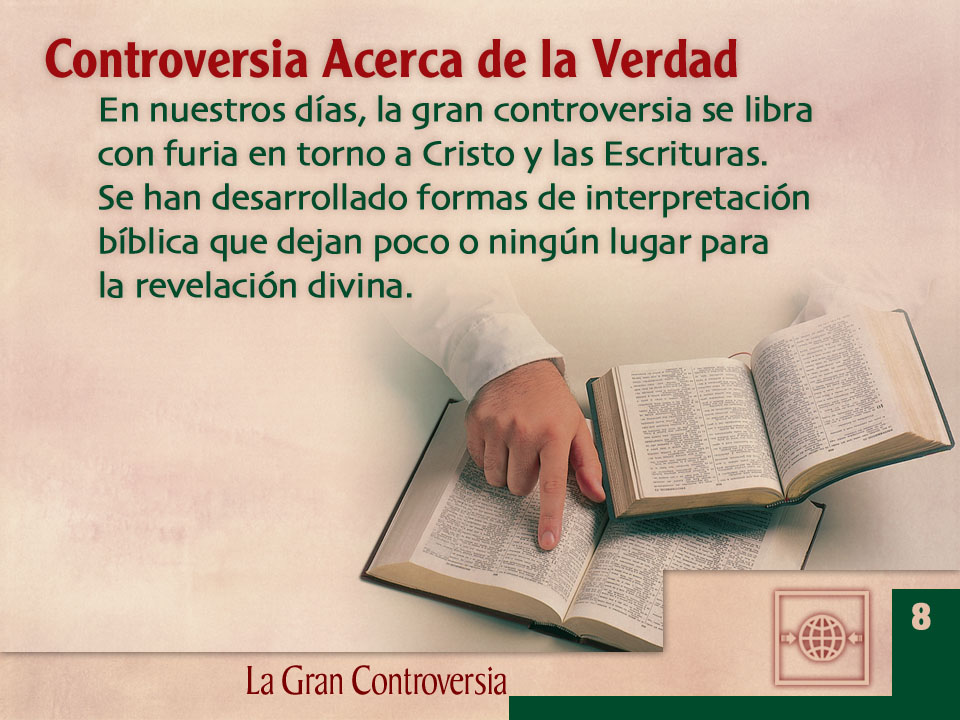 Controversia Acerca de la Verdad
En nuestros días, la gran controversia se libra
con furia en torno a Cristo y las Escrituras.
Se han desarrollado formas de interpretación
bíblica que dejan poco o ningún lugar para
la revelación divina.
8
La Gran Controversia